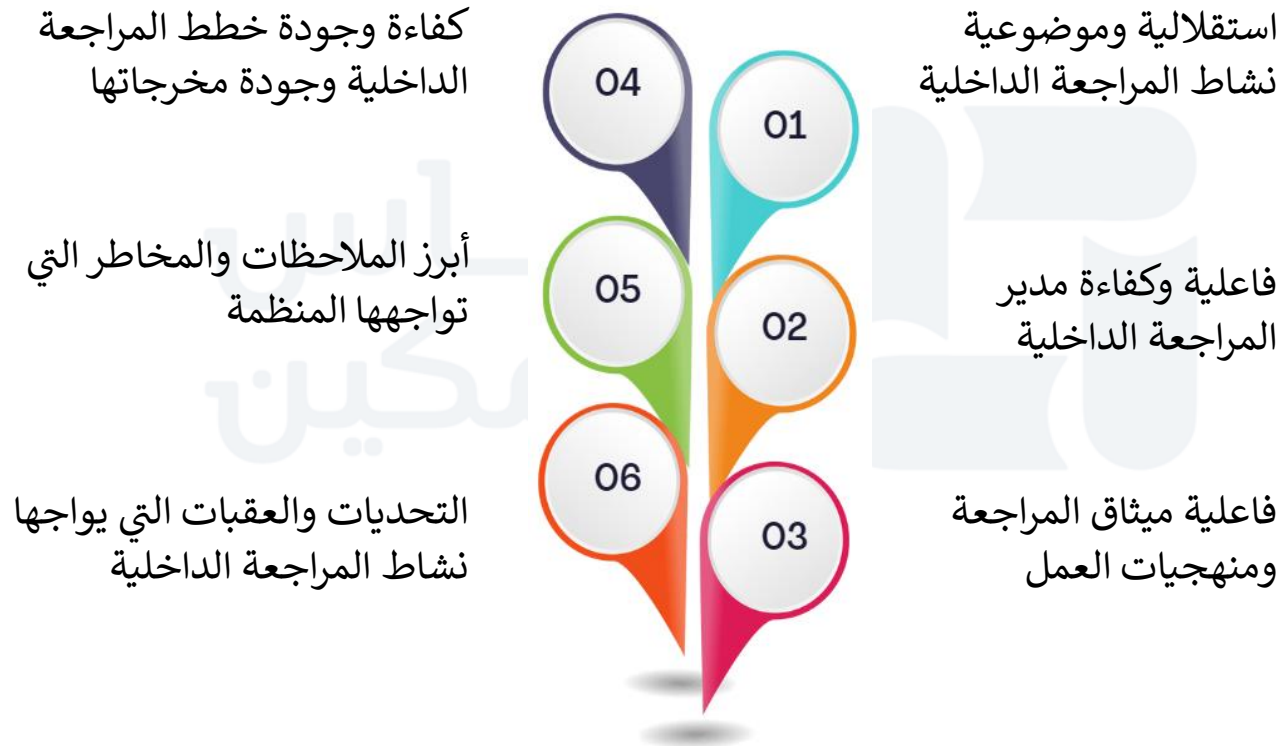 01
استقلالية وموضوعية
نشاط المراجعة الداخلية
02
فاعلية وكفاءة مدير
المراجعة الداخلية
03
فاعلية ميثاق المراجعة
ومنهجيات العمل
04
كفاءة وجودة خطط المراجعة
الداخلية وجودة مخرجاتها
05
أبرز الملاحظات والمخاطر التي
تواجهها المنظمة
06
التحديات والعقبات التي يواجها
نشاط المراجعة الداخلية